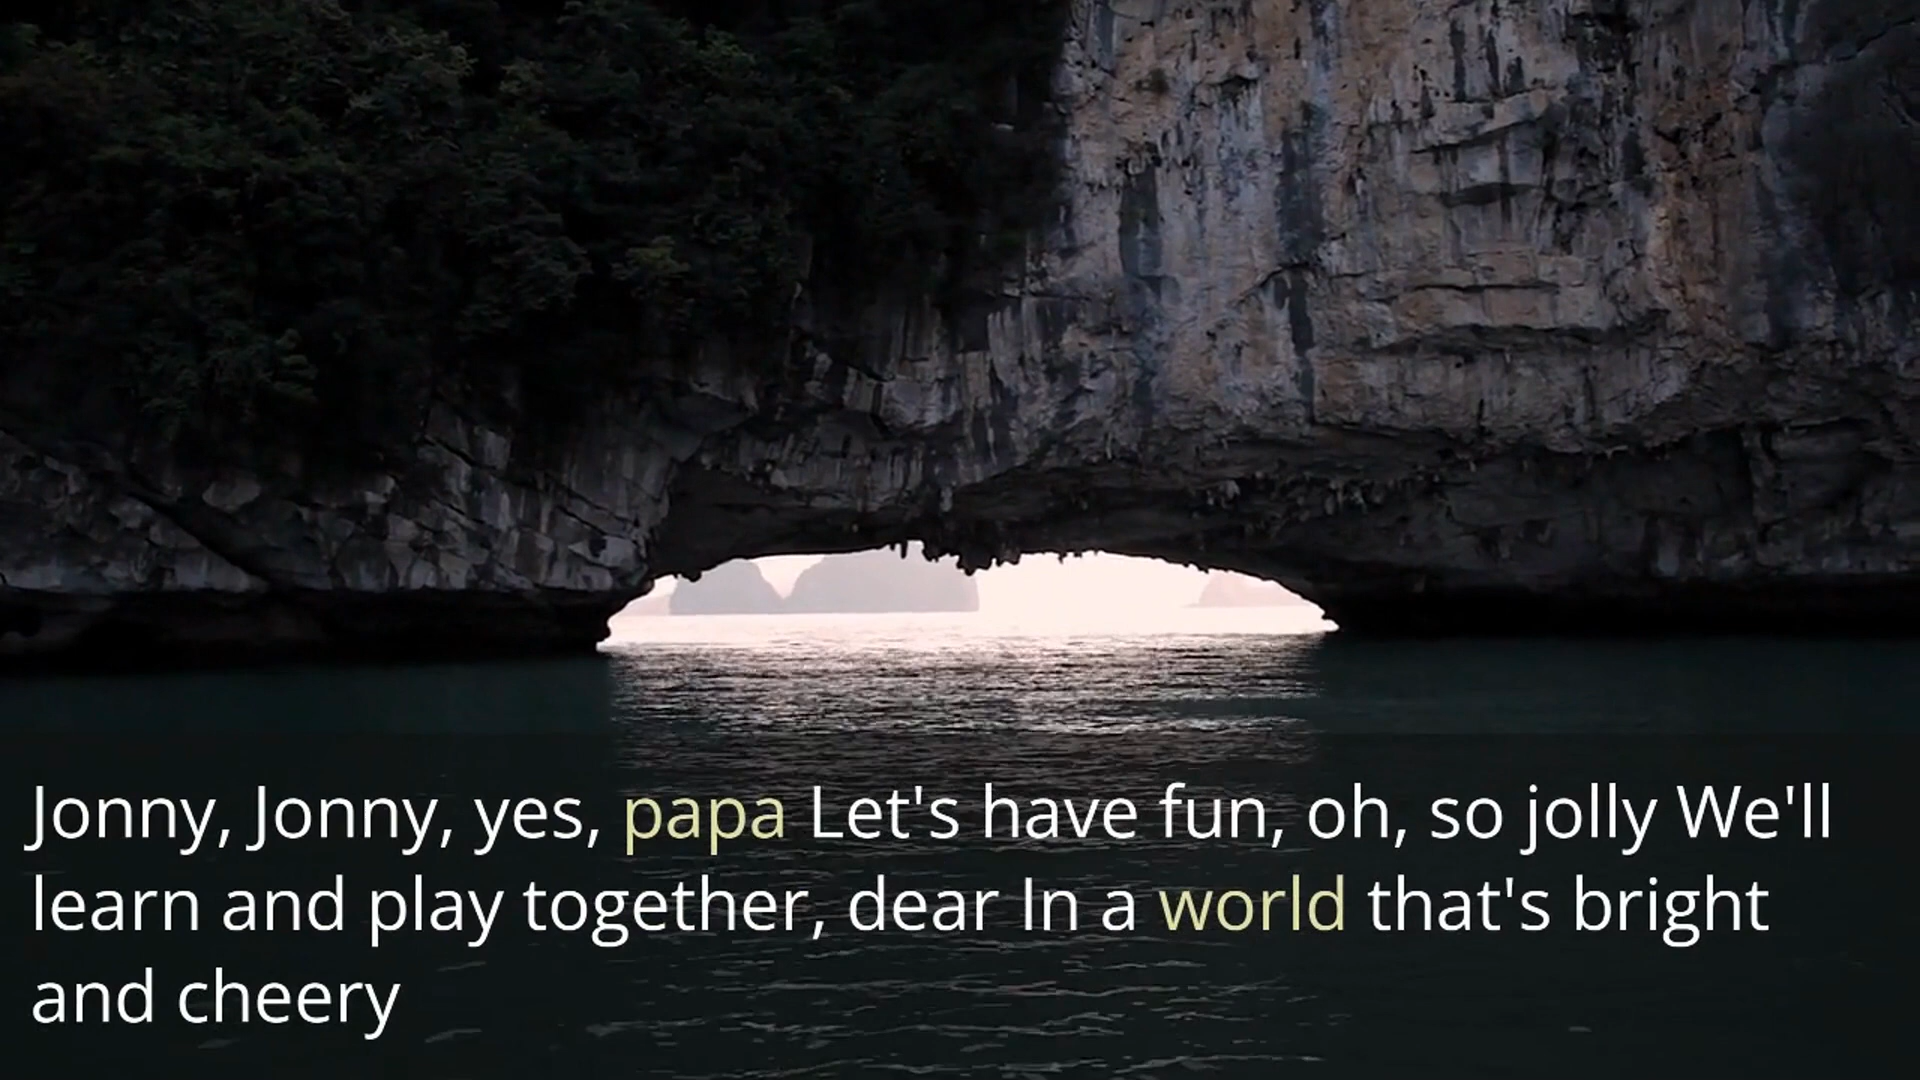 Jonny, Jonny, yes, papa Let's have fun, oh, so jolly We'll
learn and play together, dear In a world that's bright
and cheery